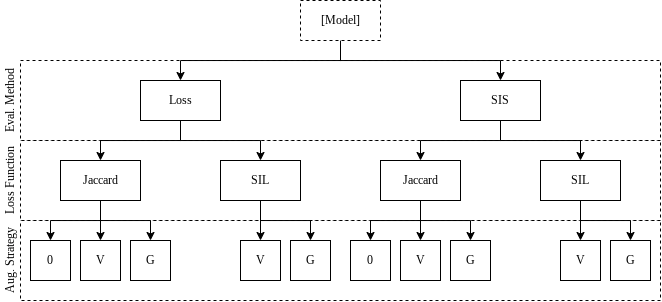 [Model]
Eval. Method
Loss
SIS
Loss Function
Jaccard
SIL
Jaccard
SIL
Aug. Strategy
0
V
G
V
G
0
V
G
V
G